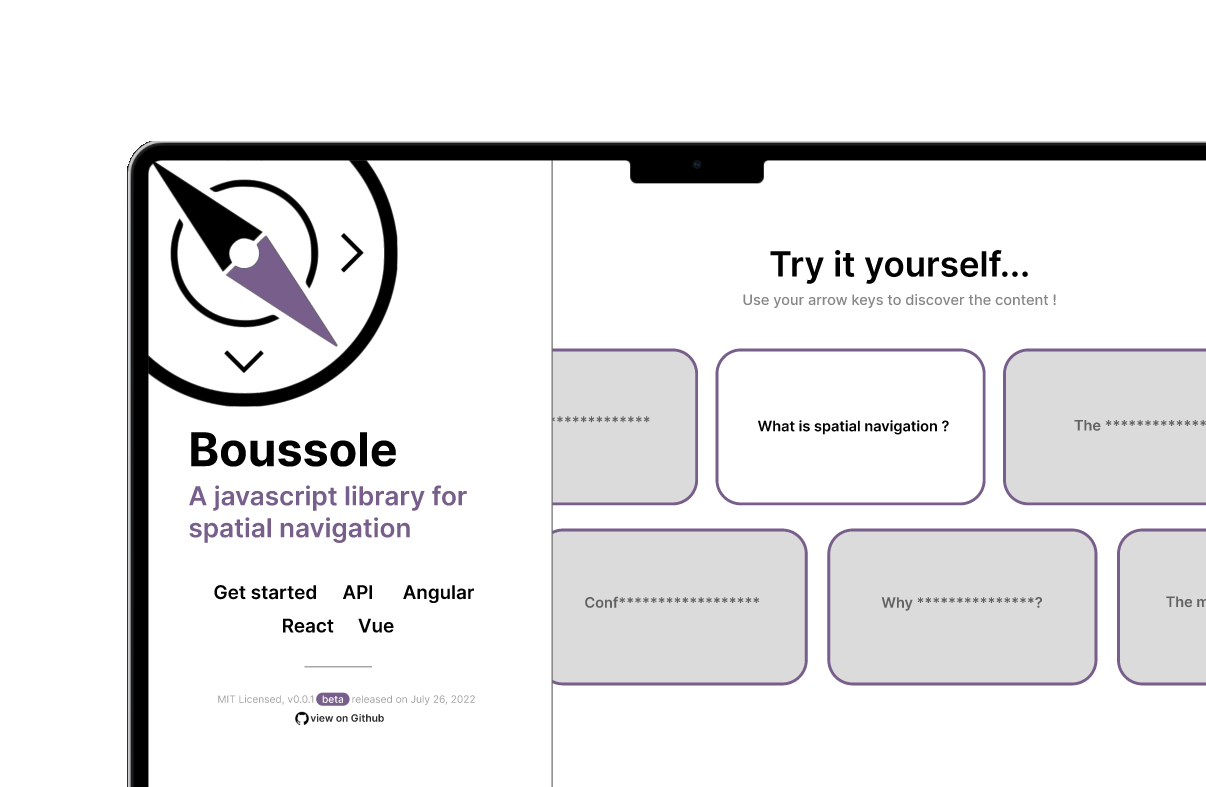 Boussole
A javascript library for
spatial navigation
Get started API Angular
React Vue
MIT Licensed, v0.0.1 beta released on July 26, 2022
view on Github
Try it yourself...
Use your arrow keys to discover the content !
*************
What is spatial navigation ?
The *************
Conf******************
Why ***************?
The m